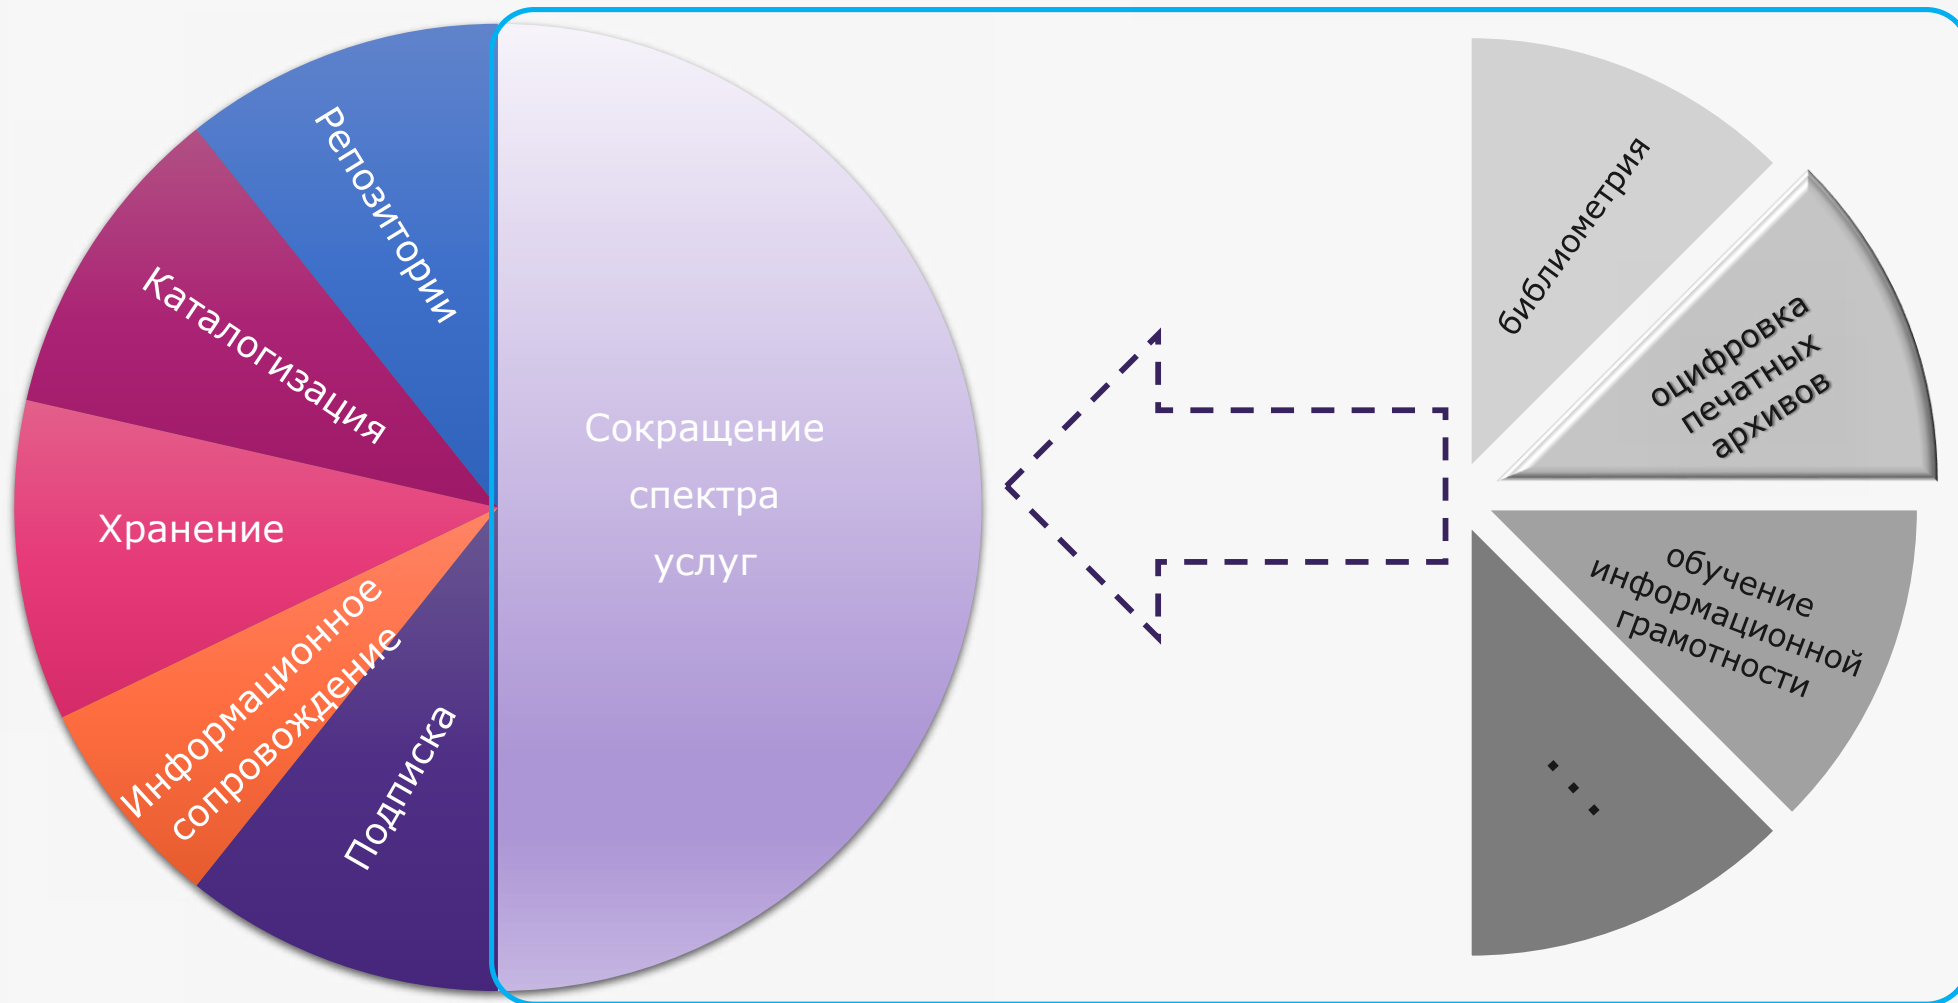 Репозитории
Каталогизация
Хранение
Информационное
сопровождение
Подписка
Сокращение
спектра
услуг
библиометрия
оцифровка
печатных
архивов
обучение
информационной
грамотности
...